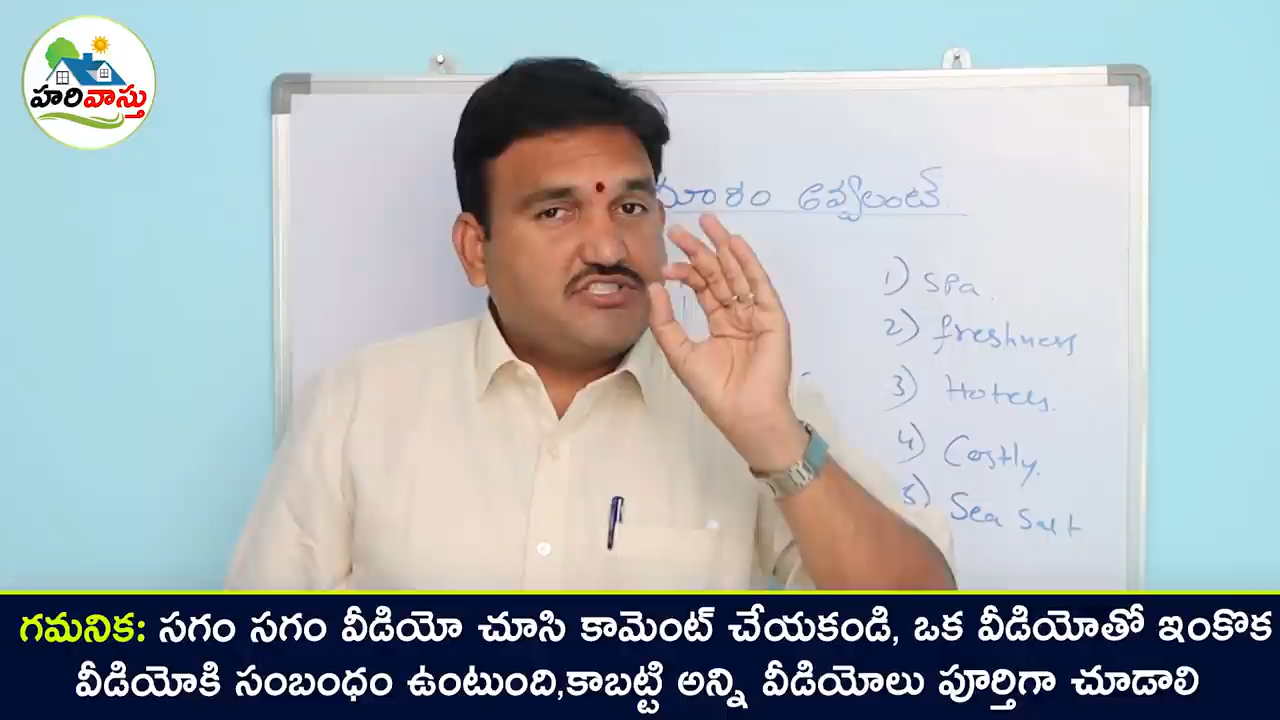 హరివాస్తు
అవ్వాలంటే.
1) Spa.
2) freshness
3) Hotels.
4) Costly.
5) Sea Salt
గమనిక: సగం సగం వీడియో చూసి కామెంట్ చేయకండి, ఒక వీడియోతో ఇంకొక
వీడియోకి సంబంధం ఉంటుంది,కాబట్టి అన్ని వీడియోలు పూర్తిగా చూడాలి